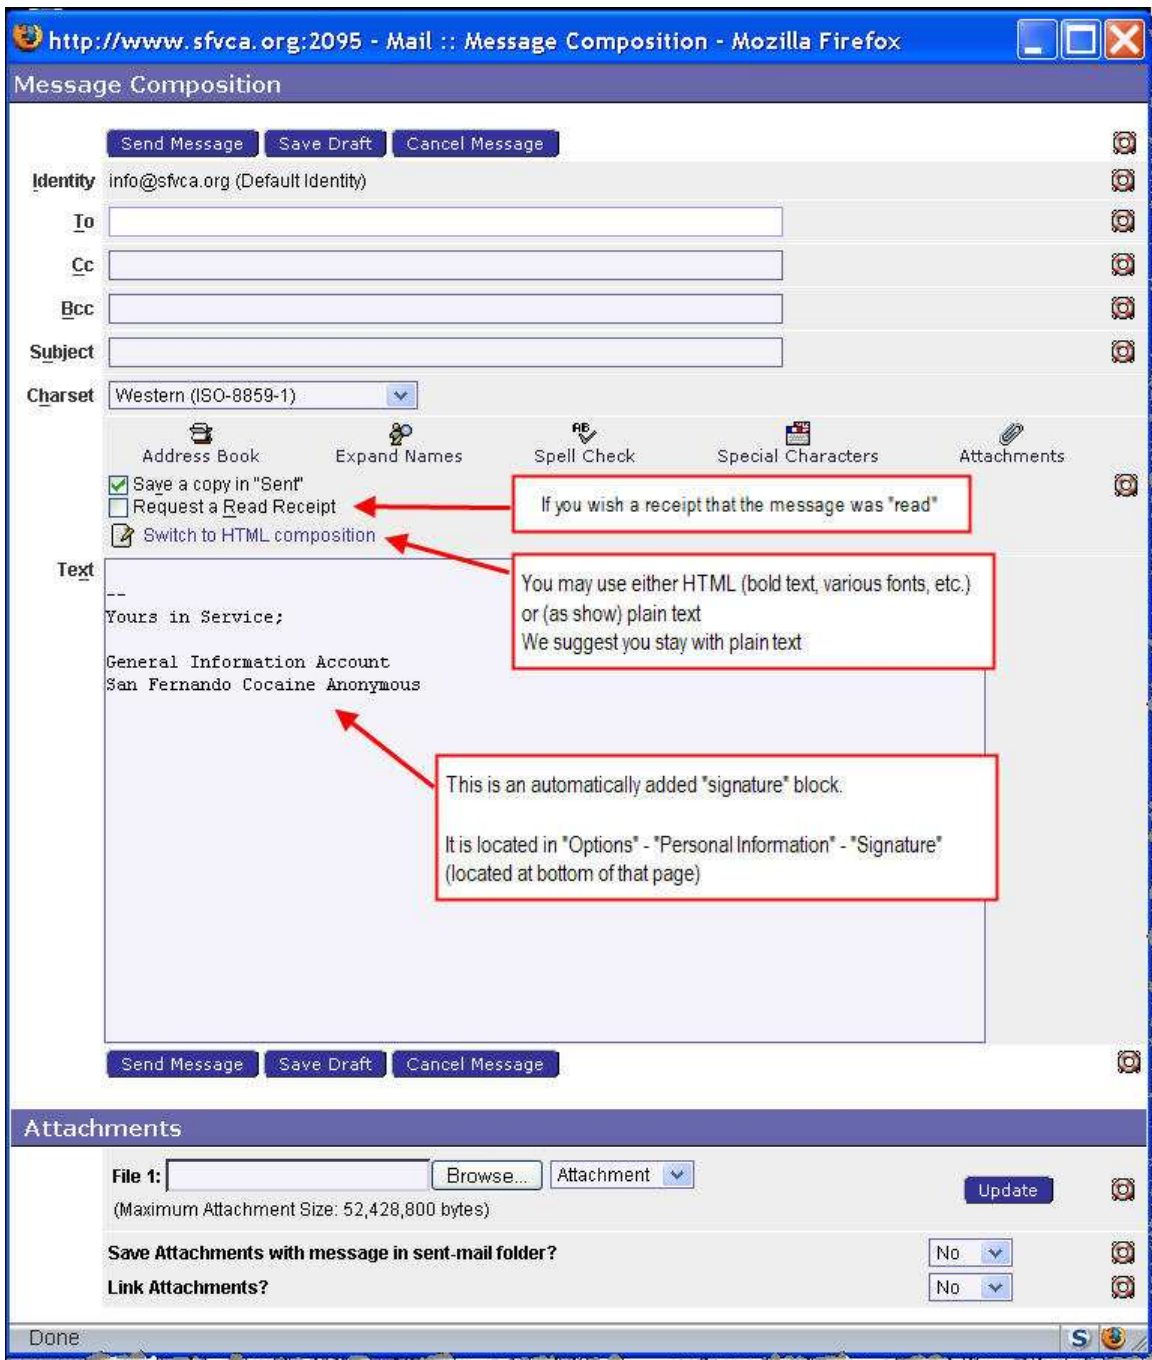 http://www.sfvca.org:2095 - Mail :: Message Composition - Mozilla Firefox
Message Composition
Send Message Save Draft Cancel Message
Identity info@sfvca.org (Default Identity)
To
Cc
Bcc
Subject
Charset Western (ISO-8859-1)
Address Book Expand Names Spell Check Special Characters Attachments
Save a copy in "Sent"
Request a Read Receipt
If you wish a receipt that the message was "read"
Switch to HTML composition
You may use either HTML (bold text, various fonts, etc.)
or (as show) plain text
We suggest you stay with plain text
Text
--
Yours in Service;
General Information Account
San Fernando Cocaine Anonymous
This is an automatically added "signature" block.
It is located in "Options" - "Personal Information" - "Signature"
(located at bottom of that page)
Send Message Save Draft Cancel Message
Attachments
File 1: Browse... Attachment Update
(Maximum Attachment Size: 52,428,800 bytes)
Save Attachments with message in sent-mail folder? No
Link Attachments? No
Done S